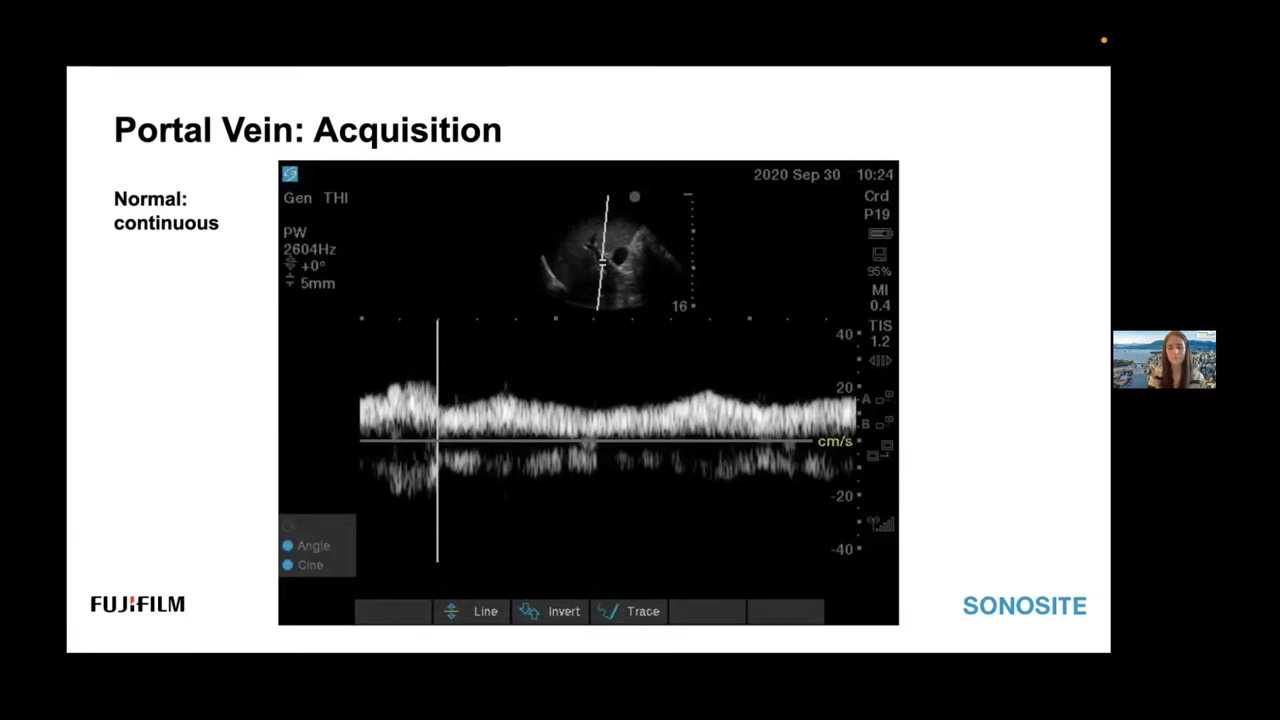 Portal Vein: Acquisition
Normal:
continuous
2020 Sep 30 10:24
Gen THI
Crd
P19
PW
2604Hz
+0°
5mm
95%
MI
0.4
TIS
1.2
16
40
20
A
B
cm/s
-20
-40
Angle
Cine
Line
Invert
Trace
FUJIFILM
SONOSITE